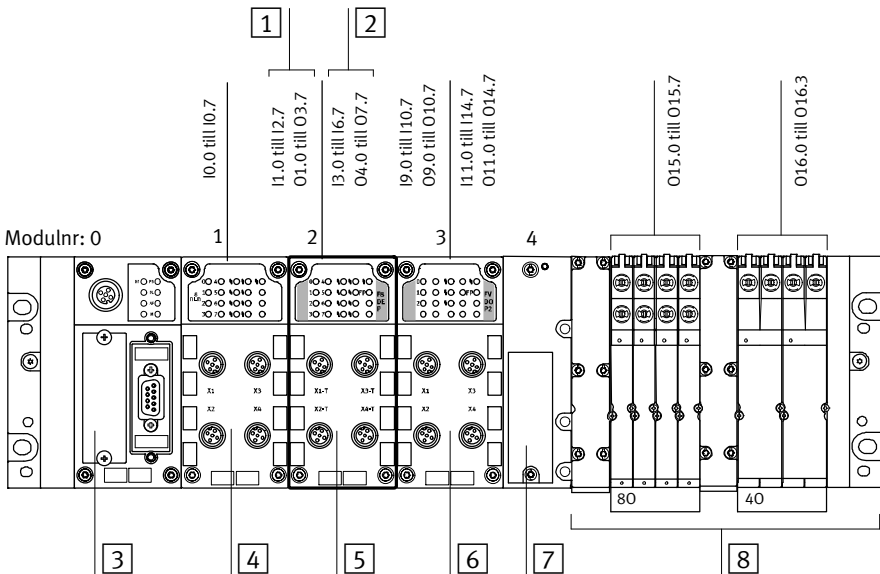 1 2
I0.0 till I0.7
I1.0 till I2.7
O1.0 till O3.7
I3.0 till I6.7
O4.0 till O7.7
I9.0 till I10.7
O9.0 till O10.7
I11.0 till I14.7
O11.0 till O14.7
O15.0 till O15.7
O16.0 till O16.3
Modulnr: 0 1 2 3 4
X1 X3 X1-T X3-T X1 X3
X2 X4 X2-T X4-T X2 X4
8O 4O
3 4 5 6 7 8